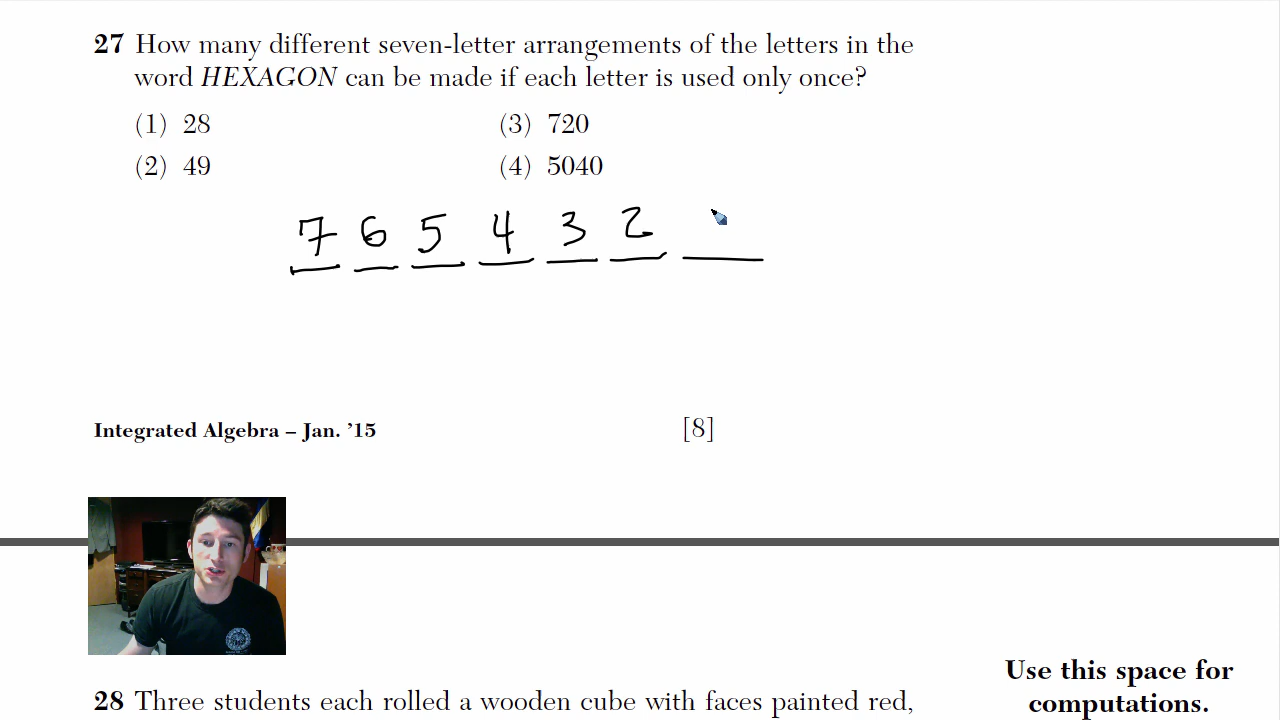 27 How many different seven-letter arrangements of the letters in the
word HEXAGON can be made if each letter is used only once?
(1) 28
(3) 720
(2) 49
(4) 5040
7 6 5 4 3 2
Integrated Algebra – Jan. ’15
[8]
28 Three students each rolled a wooden cube with faces painted red,
Use this space for
computations.